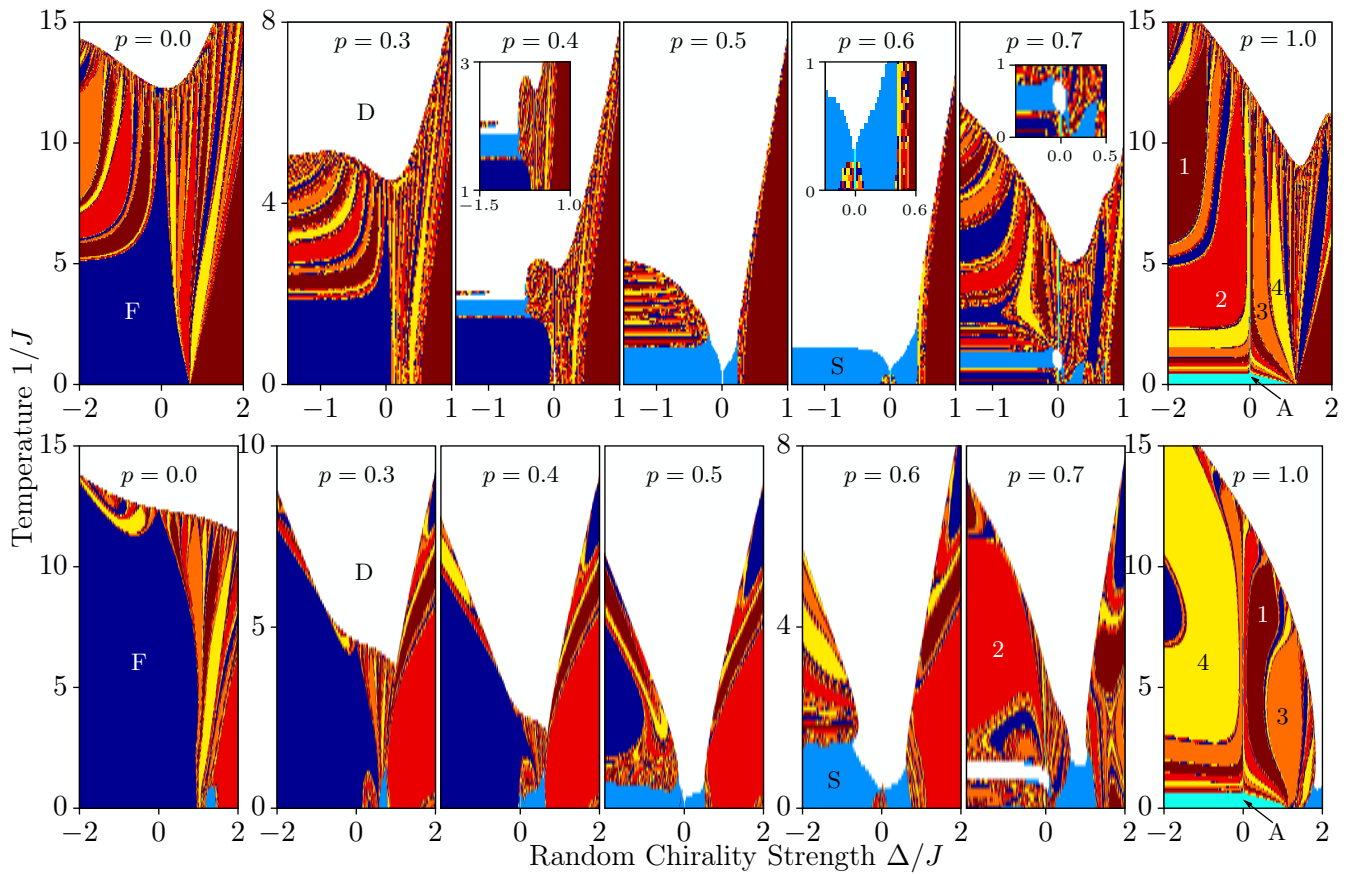 15 p = 0.0 8 p = 0.3 p = 0.4 p = 0.5 p = 0.6 p = 0.7 15 p = 1.0
3 1 1
D
10 1 0 0 10 1
−1.5 1.0 0.0 0.6 0.0 0.5
4
5 5
F 2 3 4
S
0 0 0
−2 0 2 −1 0 1 −1 0 1 −1 0 1 −1 0 1 −1 0 1 −2 0 A 2
15 p = 0.0 10 p = 0.3 p = 0.4 p = 0.5 8 p = 0.6 p = 0.7 15 p = 1.0
10 D 10
1
5 4
F 2 4
5 3 5
S
0 0 0 0
−2 0 2 −2 0 2 0 2 0 2 −2 0 2 0 2 −2 0 A 2
Temperature 1/J
Random Chirality Strength Δ/J